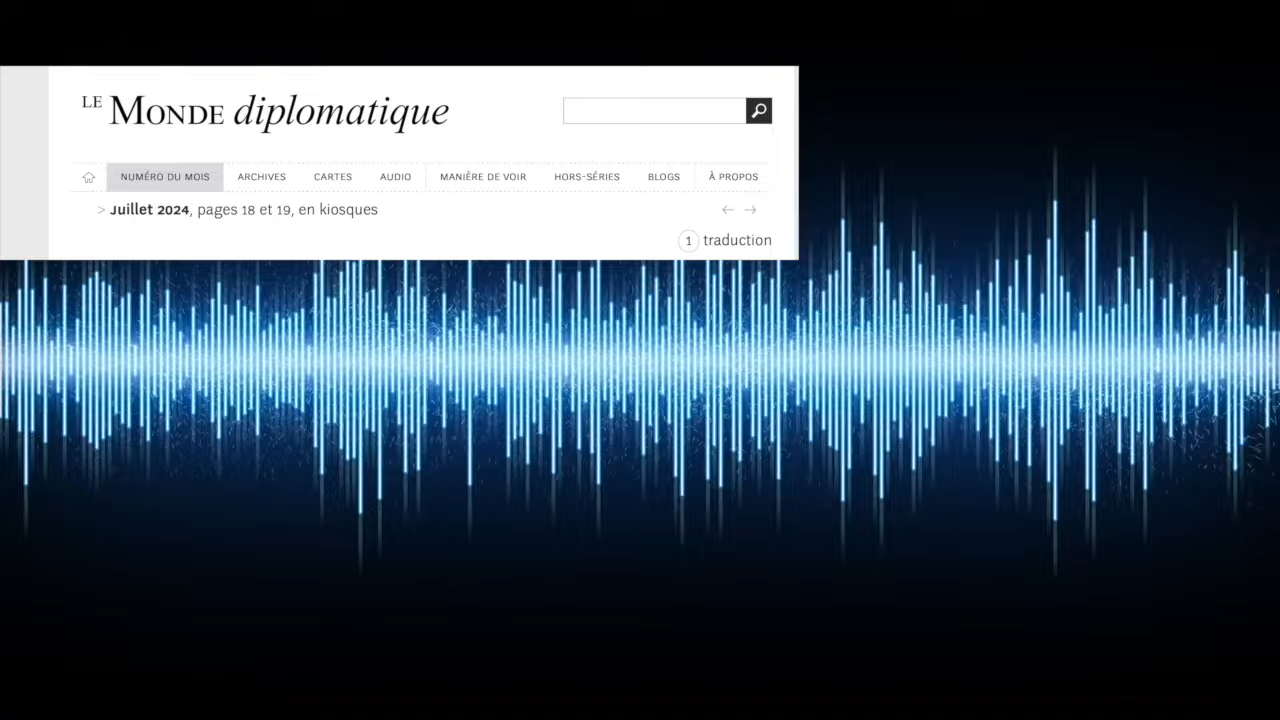 LE MONDE diplomatique
NUMÉRO DU MOIS ARCHIVES CARTES AUDIO MANIÈRE DE VOIR HORS-SÉRIES BLOGS À PROPOS
> Juillet 2024, pages 18 et 19, en kiosques ← →
1 traduction